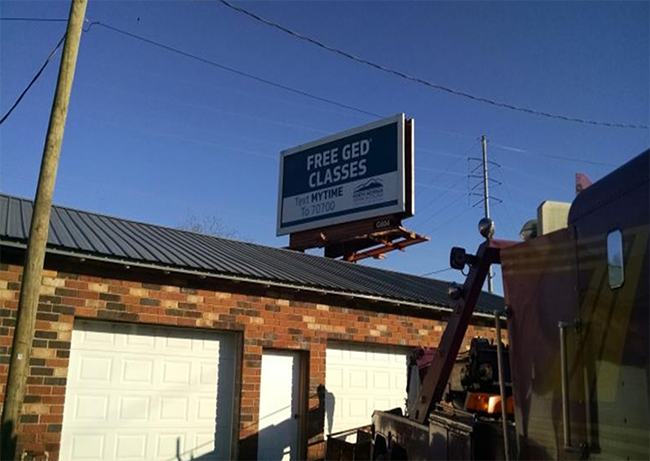 FREE GED®
CLASSES
Text MYTIME
To 70700